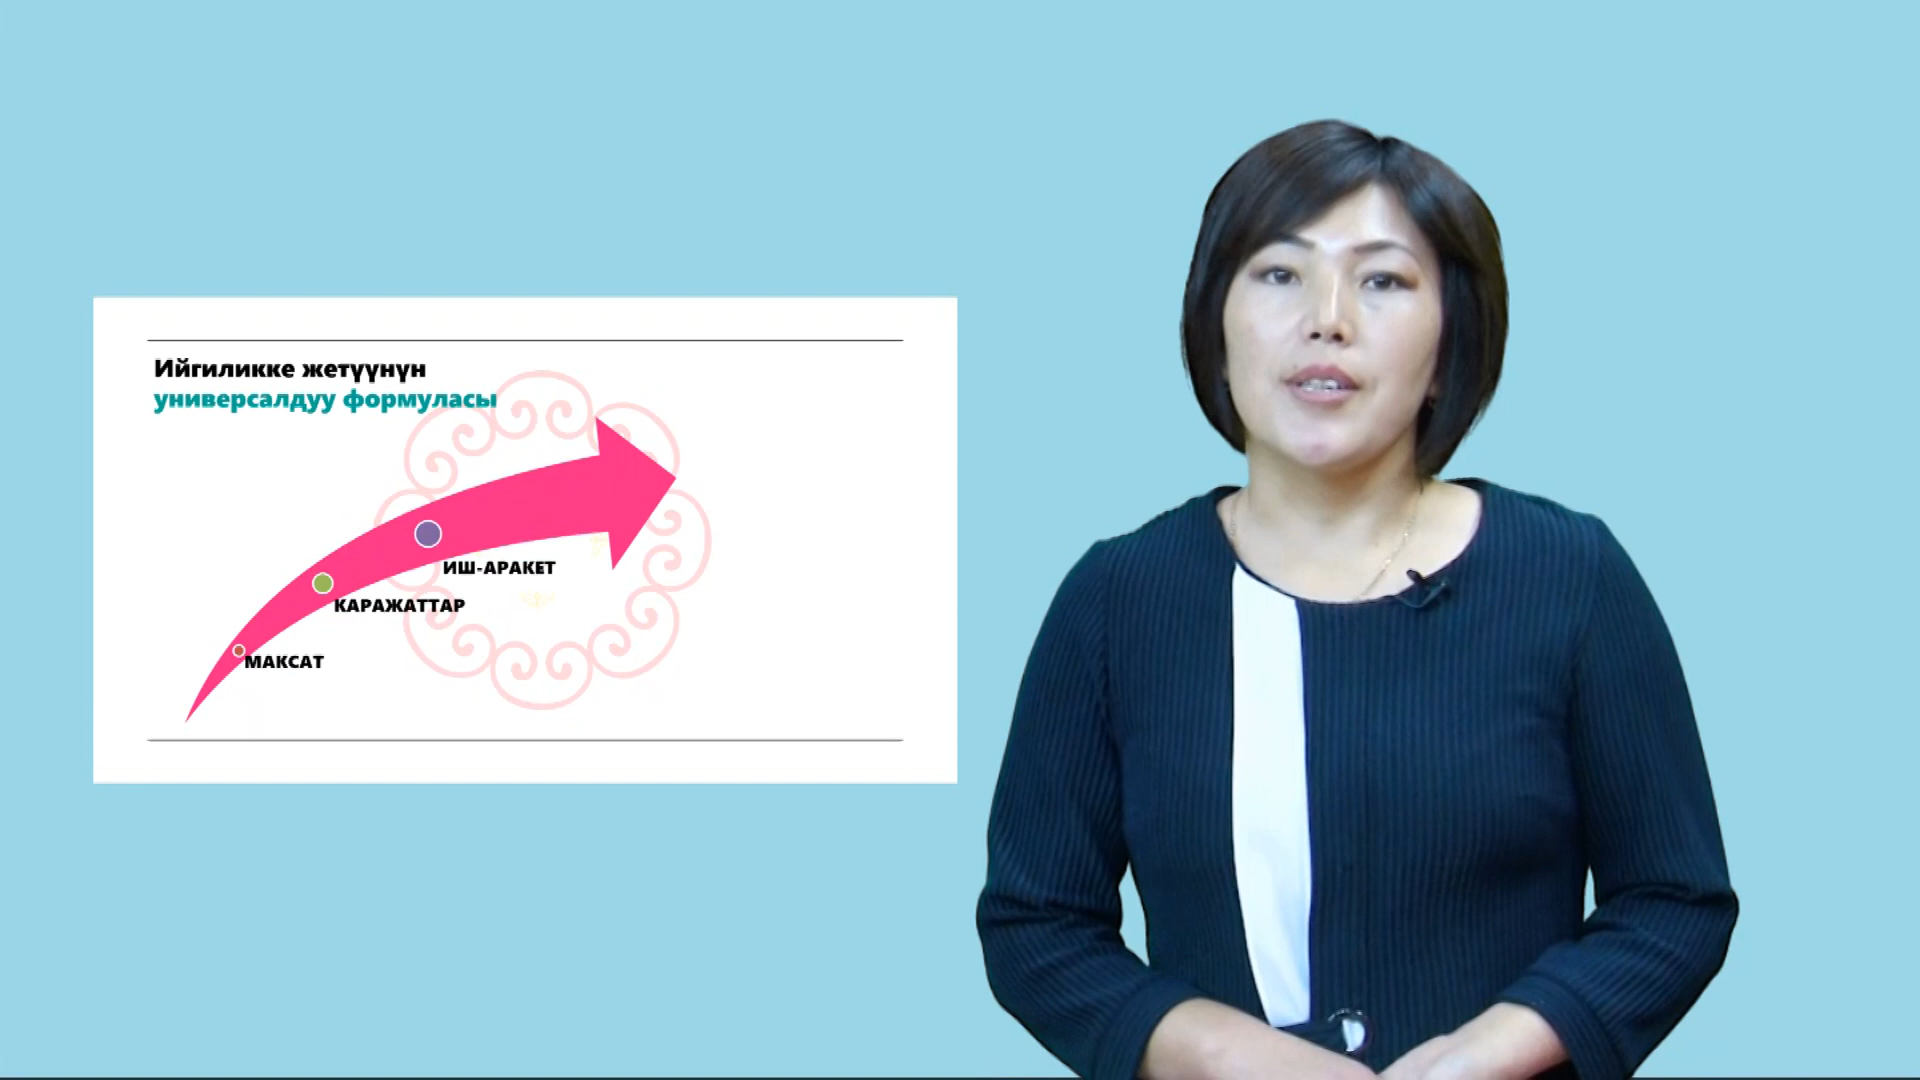 Ийгиликке жетүүнүн
универсалдуу формуласы
ИШ-АРАКЕТ
КАРАЖАТТАР
МАКСАТ